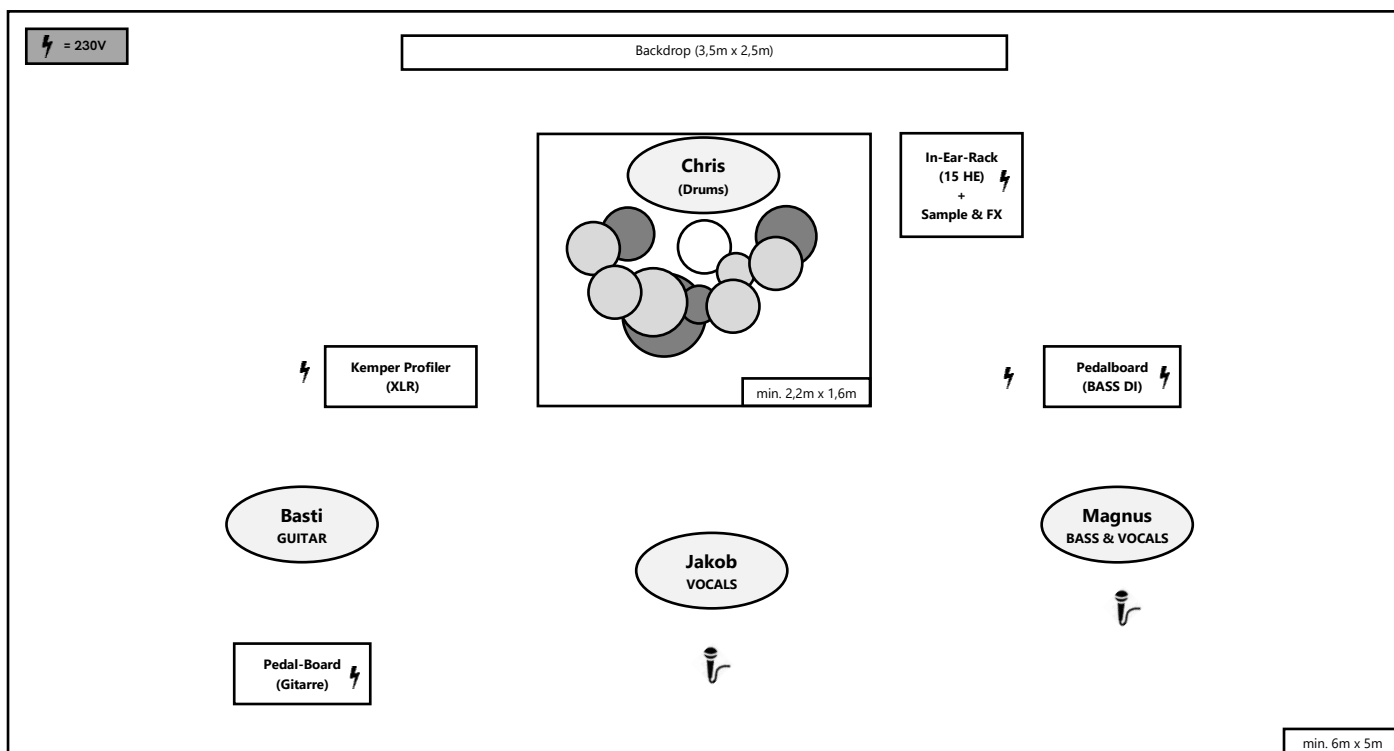 = 230V
Backdrop (3,5m x 2,5m)
Chris
(Drums)
In-Ear-Rack
(15 HE)
+
Sample & FX
Kemper Profiler
(XLR)
min. 2,2m x 1,6m
Pedalboard
(BASS DI)
Basti
GUITAR
Jakob
VOCALS
Magnus
BASS & VOCALS
Pedal-Board
(Gitarre)
min. 6m x 5m